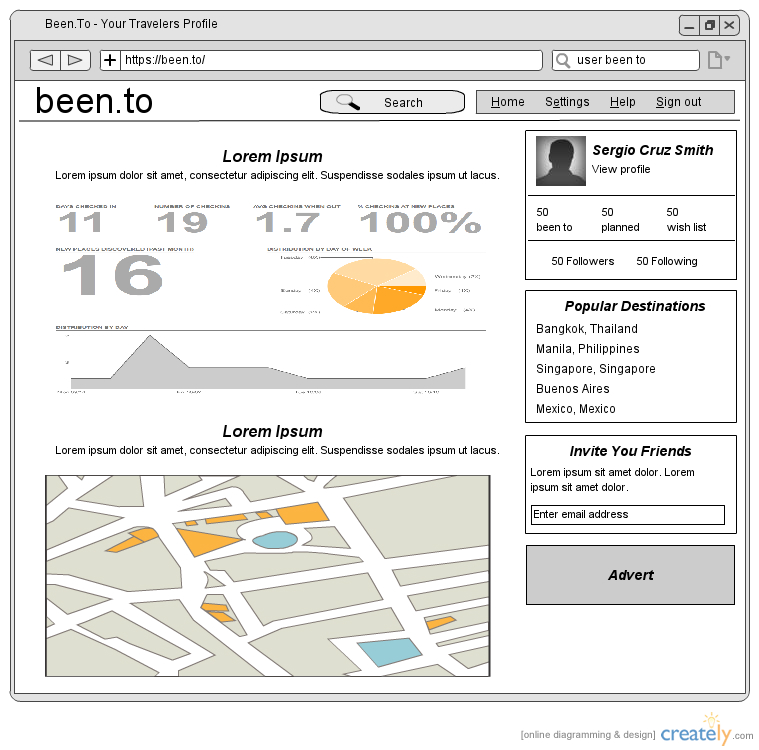 Been.To - Your Travelers Profile
https://been.to/
user been to
been.to
Search
Home Settings Help Sign out
Lorem Ipsum
Lorem ipsum dolor sit amet, consectetur adipiscing elit. Suspendisse sodales ipsum ut lacus.
DAYS CHECKED IN
11
NUMBER OF CHECKINS
19
AVG CHECKINS WHEN OUT
1.7
% CHECKINS AT NEW PLACES
100%
NEW PLACES DISCOVERED (PAST MONTH)
16
DISTRIBUTION BY DAY OF WEEK
Tuesday
Wednesday
Sunday
Friday
Saturday
Monday
DISTRIBUTION BY DAY
Lorem Ipsum
Lorem ipsum dolor sit amet, consectetur adipiscing elit. Suspendisse sodales ipsum ut lacus.
Sergio Cruz Smith
View profile
50 50 50
been to planned wish list
50 Followers 50 Following
Popular Destinations
Bangkok, Thailand
Manila, Philippines
Singapore, Singapore
Buenos Aires
Mexico, Mexico
Invite You Friends
Lorem ipsum sit amet dolor. Lorem
ipsum sit amet dolor.
Enter email address
Advert
[online diagramming & design] creately.com